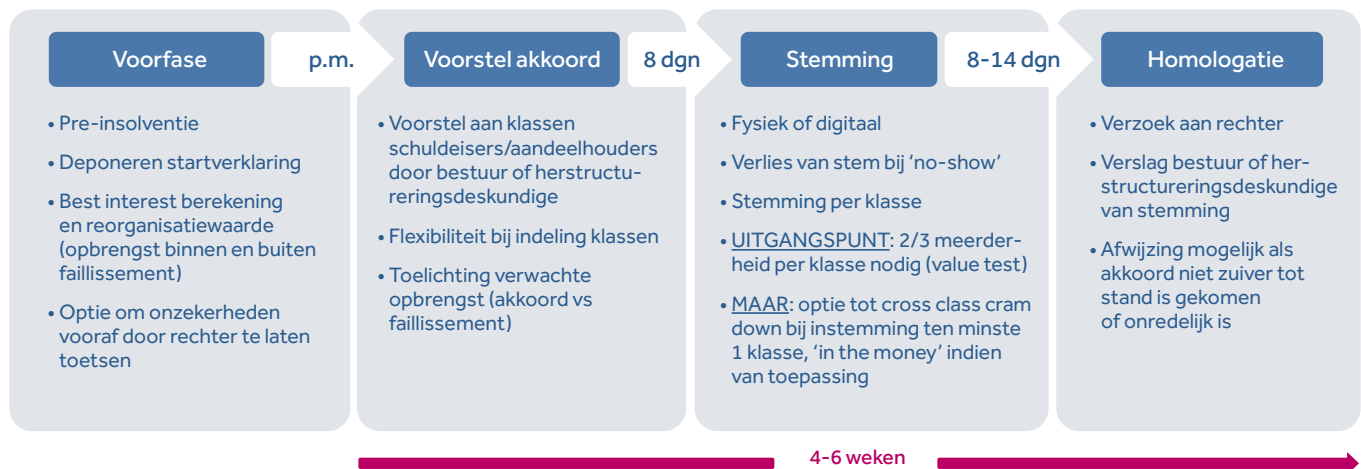 Voorfase
p.m.
Voorstel akkoord
8 dgn
Stemming
8-14 dgn
Homologatie
• Pre-insolventie
• Deponeren startverklaring
• Best interest berekening
en reorganisatiewaarde
(opbrengst binnen en buiten
faillissement)
• Optie om onzekerheden
vooraf door rechter te laten
toetsen
• Voorstel aan klassen
schuldeisers/aandeelhouders
door bestuur of herstructu-
reringsdeskundige
• Flexibiliteit bij indeling klassen
• Toelichting verwachte
opbrengst (akkoord vs
faillissement)
• Fysiek of digitaal
• Verlies van stem bij ‘no-show’
• Stemming per klasse
• UITGANGSPUNT: 2/3 meerder-
heid per klasse nodig (value test)
• MAAR: optie tot cross class cram
down bij instemming ten minste
1 klasse, ‘in the money’ indien
van toepassing
• Verzoek aan rechter
• Verslag bestuur of her-
structureringsdeskundige
van stemming
• Afwijzing mogelijk als
akkoord niet zuiver tot
stand is gekomen
of onredelijk is
4-6 weken